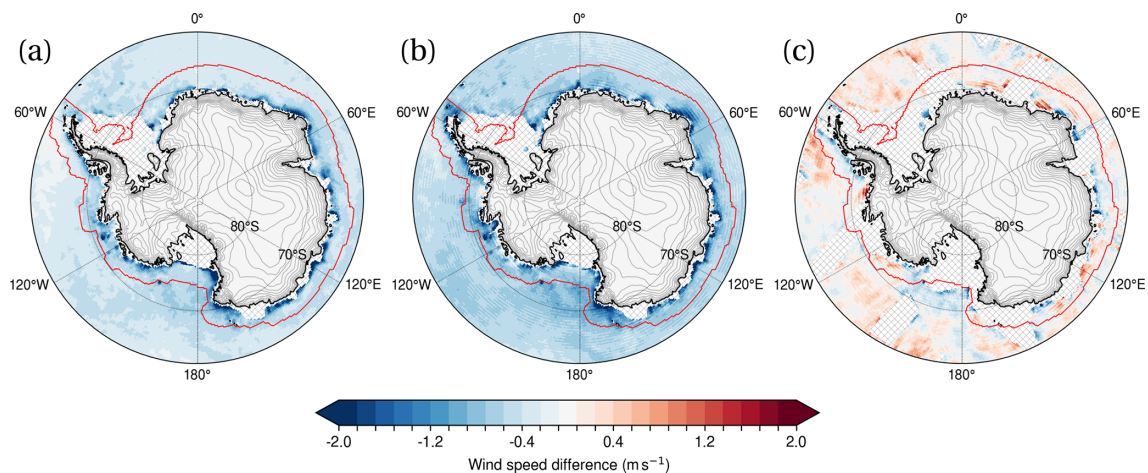 0° 0° 0°
(a) (b) (c)
60°W 60°E 60°W 60°E 60°W 60°E
80°S 80°S 80°S
70°S 70°S 70°S
120°W 120°E 120°W 120°E 120°W 120°E
180° 180° 180°
-2.0 -1.2 -0.4 0.4 1.2 2.0
Wind speed difference (m s⁻¹)